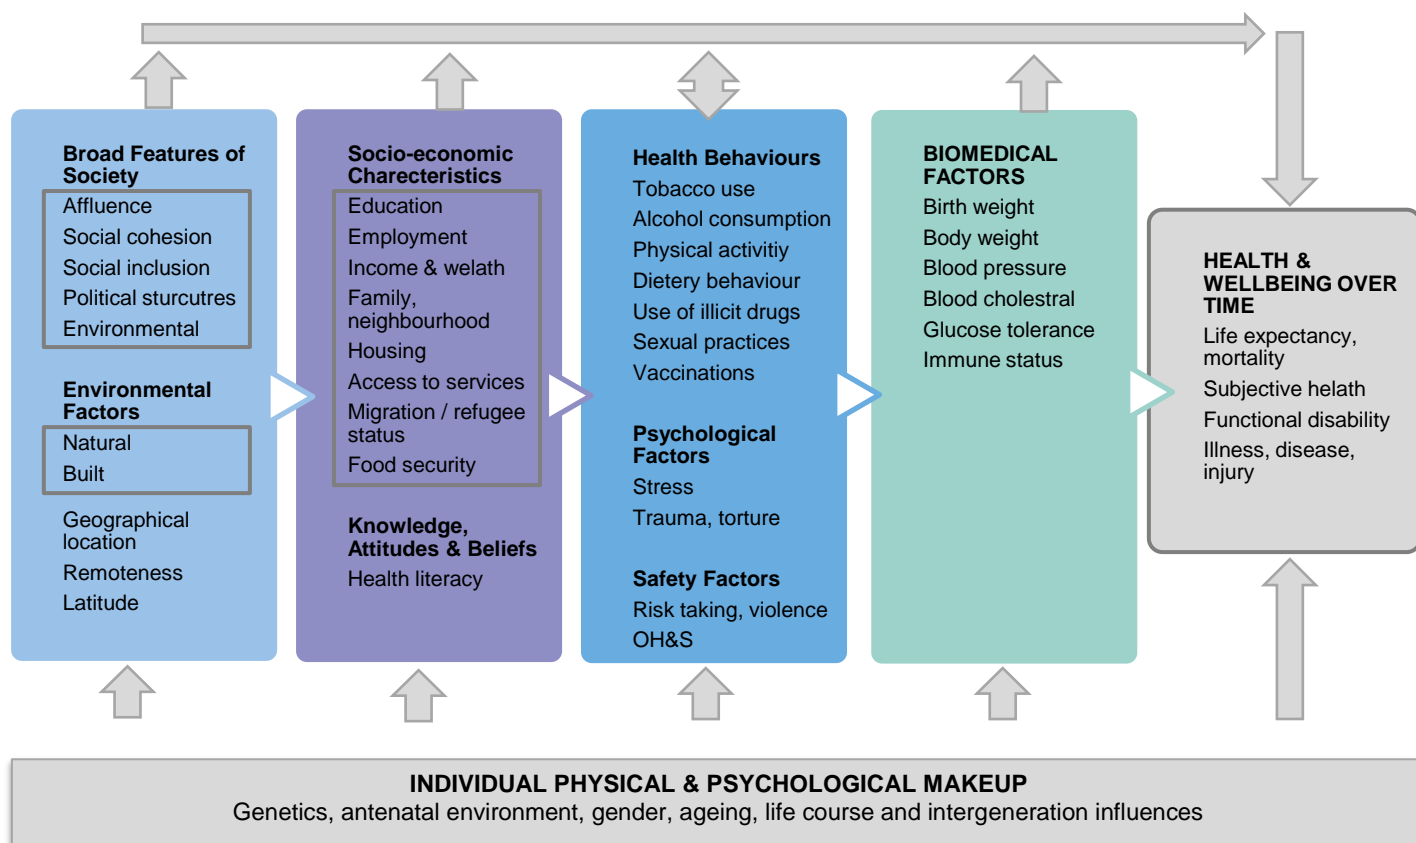 Broad Features of
Society
Affluence
Social cohesion
Social inclusion
Political sturcutres
Environmental
Environmental
Factors
Natural
Built
Geographical
location
Remoteness
Latitude
Socio-economic
Charecteristics
Education
Employment
Income & welath
Family,
neighbourhood
Housing
Access to services
Migration / refugee
status
Food security
Knowledge,
Attitudes & Beliefs
Health literacy
Health Behaviours
Tobacco use
Alcohol consumption
Physical activitiy
Dietery behaviour
Use of illicit drugs
Sexual practices
Vaccinations
Psychological
Factors
Stress
Trauma, torture
Safety Factors
Risk taking, violence
OH&S
BIOMEDICAL
FACTORS
Birth weight
Body weight
Blood pressure
Blood cholestral
Glucose tolerance
Immune status
HEALTH &
WELLBEING OVER
TIME
Life expectancy,
mortality
Subjective helath
Functional disability
Illness, disease,
injury
INDIVIDUAL PHYSICAL & PSYCHOLOGICAL MAKEUP
Genetics, antenatal environment, gender, ageing, life course and intergeneration influences